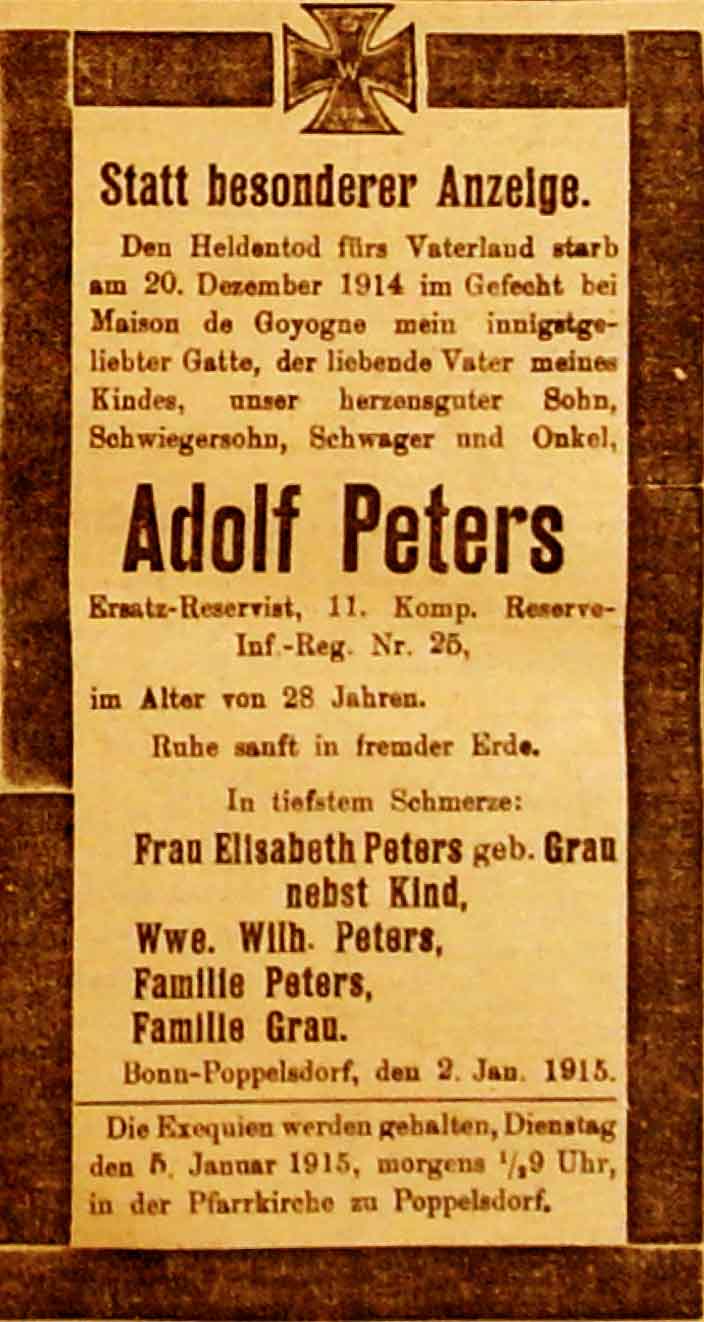 W
Statt besonderer Anzeige.
Den Heldentod fürs Vaterland starb
am 20. Dezember 1914 im Gefecht bei
Maison de Goyogne mein innigstge-
liebter Gatte, der liebende Vater meines
Kindes, unser herzensguter Sohn,
Schwiegersohn, Schwager und Onkel,
Adolf Peters
Ersatz-Reservist, 11. Komp. Reserve-
Inf.-Reg. Nr. 25,
im Alter von 28 Jahren.
Ruhe sanft in fremder Erde.
In tiefstem Schmerze:
Frau Elisabeth Peters geb. Grau
nebst Kind,
Wwe. Wilh. Peters,
Familie Peters,
Familie Grau.
Bonn-Poppelsdorf, den 2. Jan. 1915.
Die Exequien werden gehalten, Dienstag
den 5. Januar 1915, morgens ½9 Uhr,
in der Pfarrkirche zu Poppelsdorf.